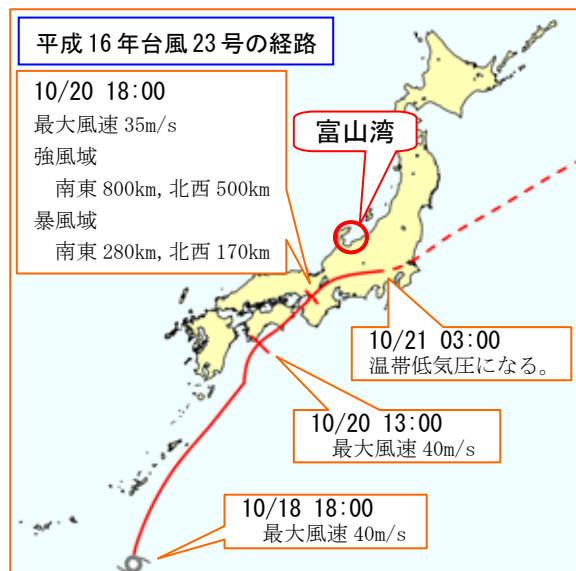 平成16年台風23号の経路
10/20 18:00
最大風速35m/s
強風域
南東800km,北西500km
暴風域
南東280km,北西170km
富山湾
10/21 03:00
温帯低気圧になる。
10/20 13:00
最大風速40m/s
10/18 18:00
最大風速40m/s